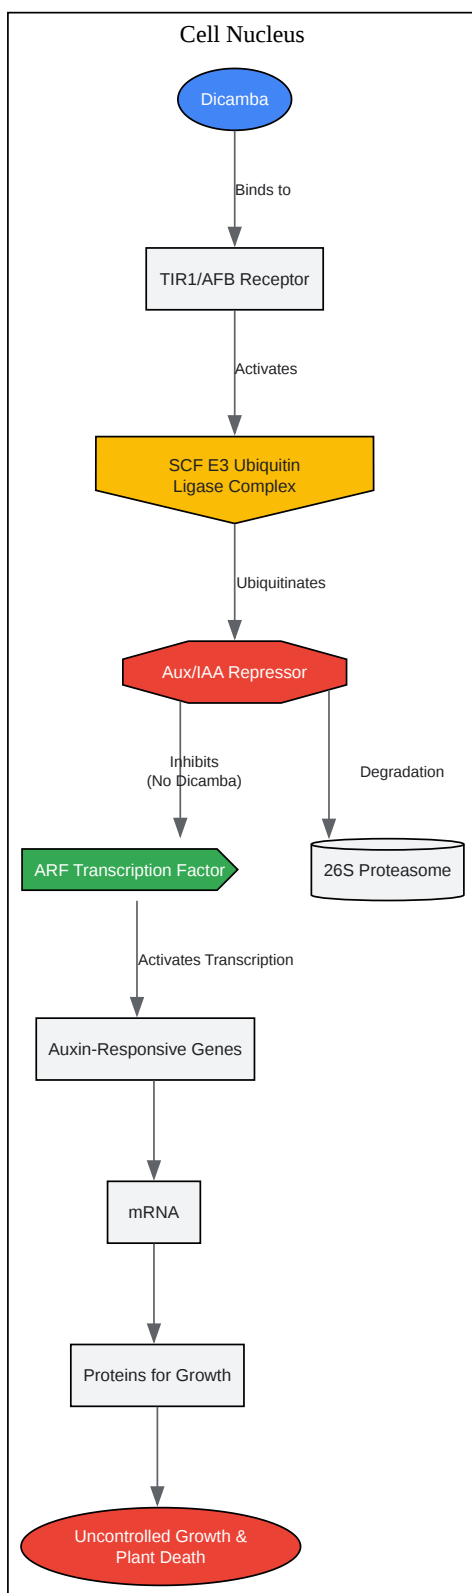 Cell Nucleus
Dicamba
Binds to
TIR1/AFB Receptor
Activates
SCF E3 Ubiquitin
Ligase Complex
Ubiquitinates
Aux/IAA Repressor
Inhibits
(No Dicamba)
Degradation
ARF Transcription Factor
26S Proteasome
Activates Transcription
Auxin-Responsive Genes
mRNA
Proteins for Growth
Uncontrolled Growth &
Plant Death